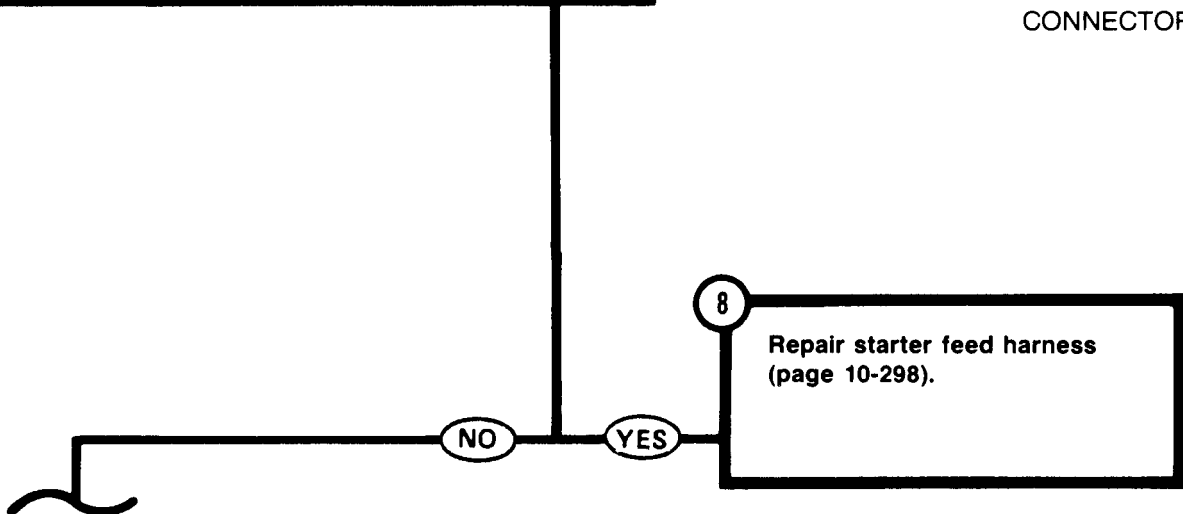 CONNECTOR
8
Repair starter feed harness
(page 10-298).
NO
YES